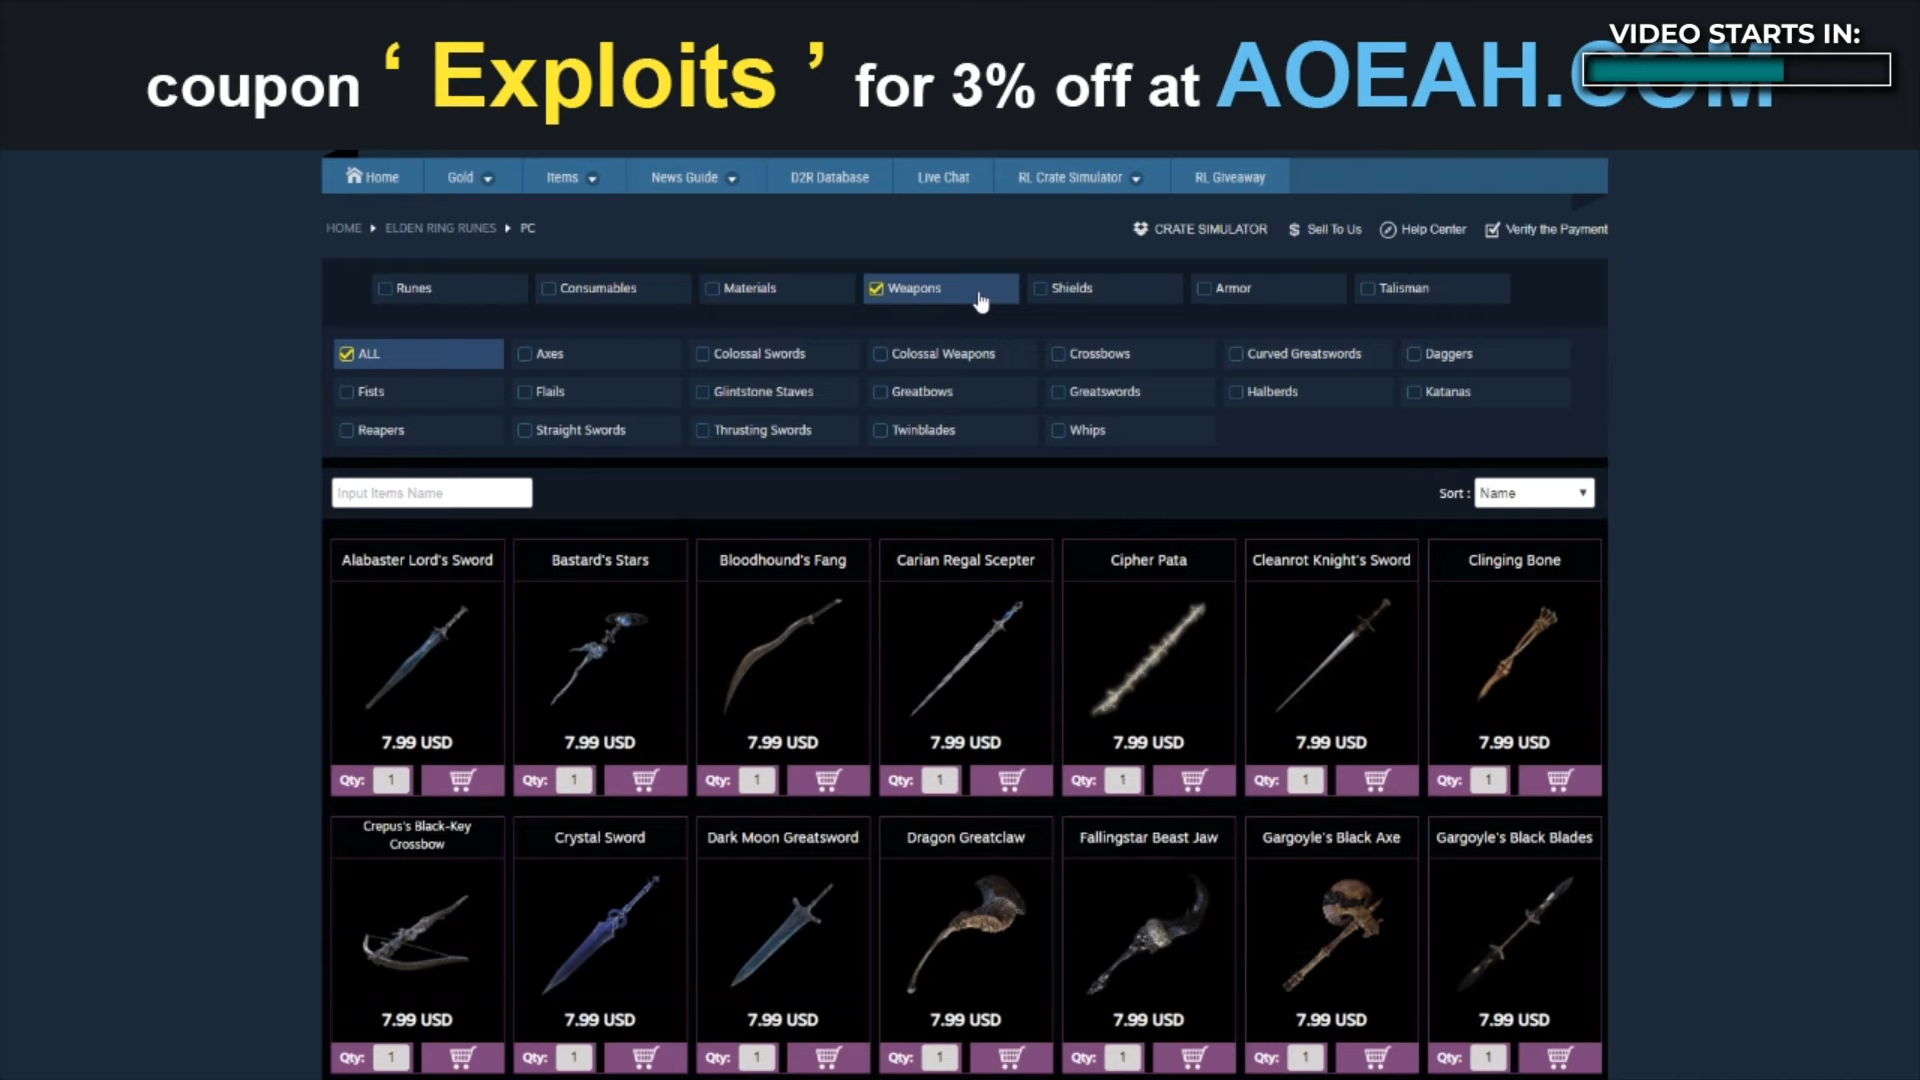 VIDEO STARTS IN:
coupon ‘ Exploits ’ for 3% off at AOEAH.COM
Home Gold Items News Guide D2R Database Live Chat RL Crate Simulator RL Giveaway
HOME ELDEN RING RUNES PC CRATE SIMULATOR Sell To Us Help Center Verify the Payment
Runes Consumables Materials Weapons Shields Armor Talisman
ALL Axes Colossal Swords Colossal Weapons Crossbows Curved Greatswords Daggers
Fists Flails Glintstone Staves Greatbows Greatswords Halberds Katanas
Reapers Straight Swords Thrusting Swords Twinblades Whips
Input Items Name Sort : Name
Alabaster Lord's Sword Bastard's Stars Bloodhound's Fang Carian Regal Scepter Cipher Pata Cleanrot Knight's Sword Clinging Bone
7.99 USD 7.99 USD 7.99 USD 7.99 USD 7.99 USD 7.99 USD 7.99 USD
Qty: 1 Qty: 1 Qty: 1 Qty: 1 Qty: 1 Qty: 1 Qty: 1
Crepus's Black-Key
Crossbow Crystal Sword Dark Moon Greatsword Dragon Greatclaw Fallingstar Beast Jaw Gargoyle's Black Axe Gargoyle's Black Blades
7.99 USD 7.99 USD 7.99 USD 7.99 USD 7.99 USD 7.99 USD 7.99 USD
Qty: 1 Qty: 1 Qty: 1 Qty: 1 Qty: 1 Qty: 1 Qty: 1